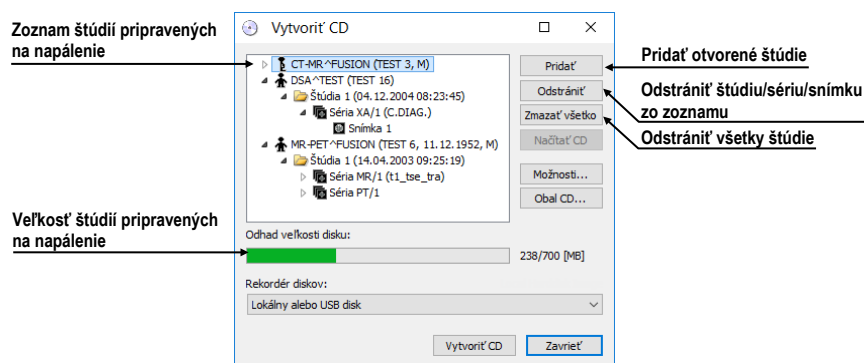 Zoznam štúdií pripravených
na napálenie
Veľkosť štúdií pripravených
na napálenie
Vytvoriť CD
CT-MR^FUSION (TEST 3, M)
DSA^TEST (TEST 16)
Štúdia 1 (04.12.2004 08:23:45)
Séria XA/1 (C.DIAG.)
Snímka 1
MR-PET^FUSION (TEST 6, 11.12.1952, M)
Štúdia 1 (14.04.2003 09:25:19)
Séria MR/1 (t1_tse_tra)
Séria PT/1
Pridať
Odstrániť
Zmazať všetko
Načítať CD
Možnosti...
Obal CD...
Odhad veľkosti disku:
238/700 [MB]
Rekordér diskov:
Lokálny alebo USB disk
Vytvoriť CD
Zavrieť
Pridať otvorené štúdie
Odstrániť štúdiu/sériu/snímku
zo zoznamu
Odstrániť všetky štúdie